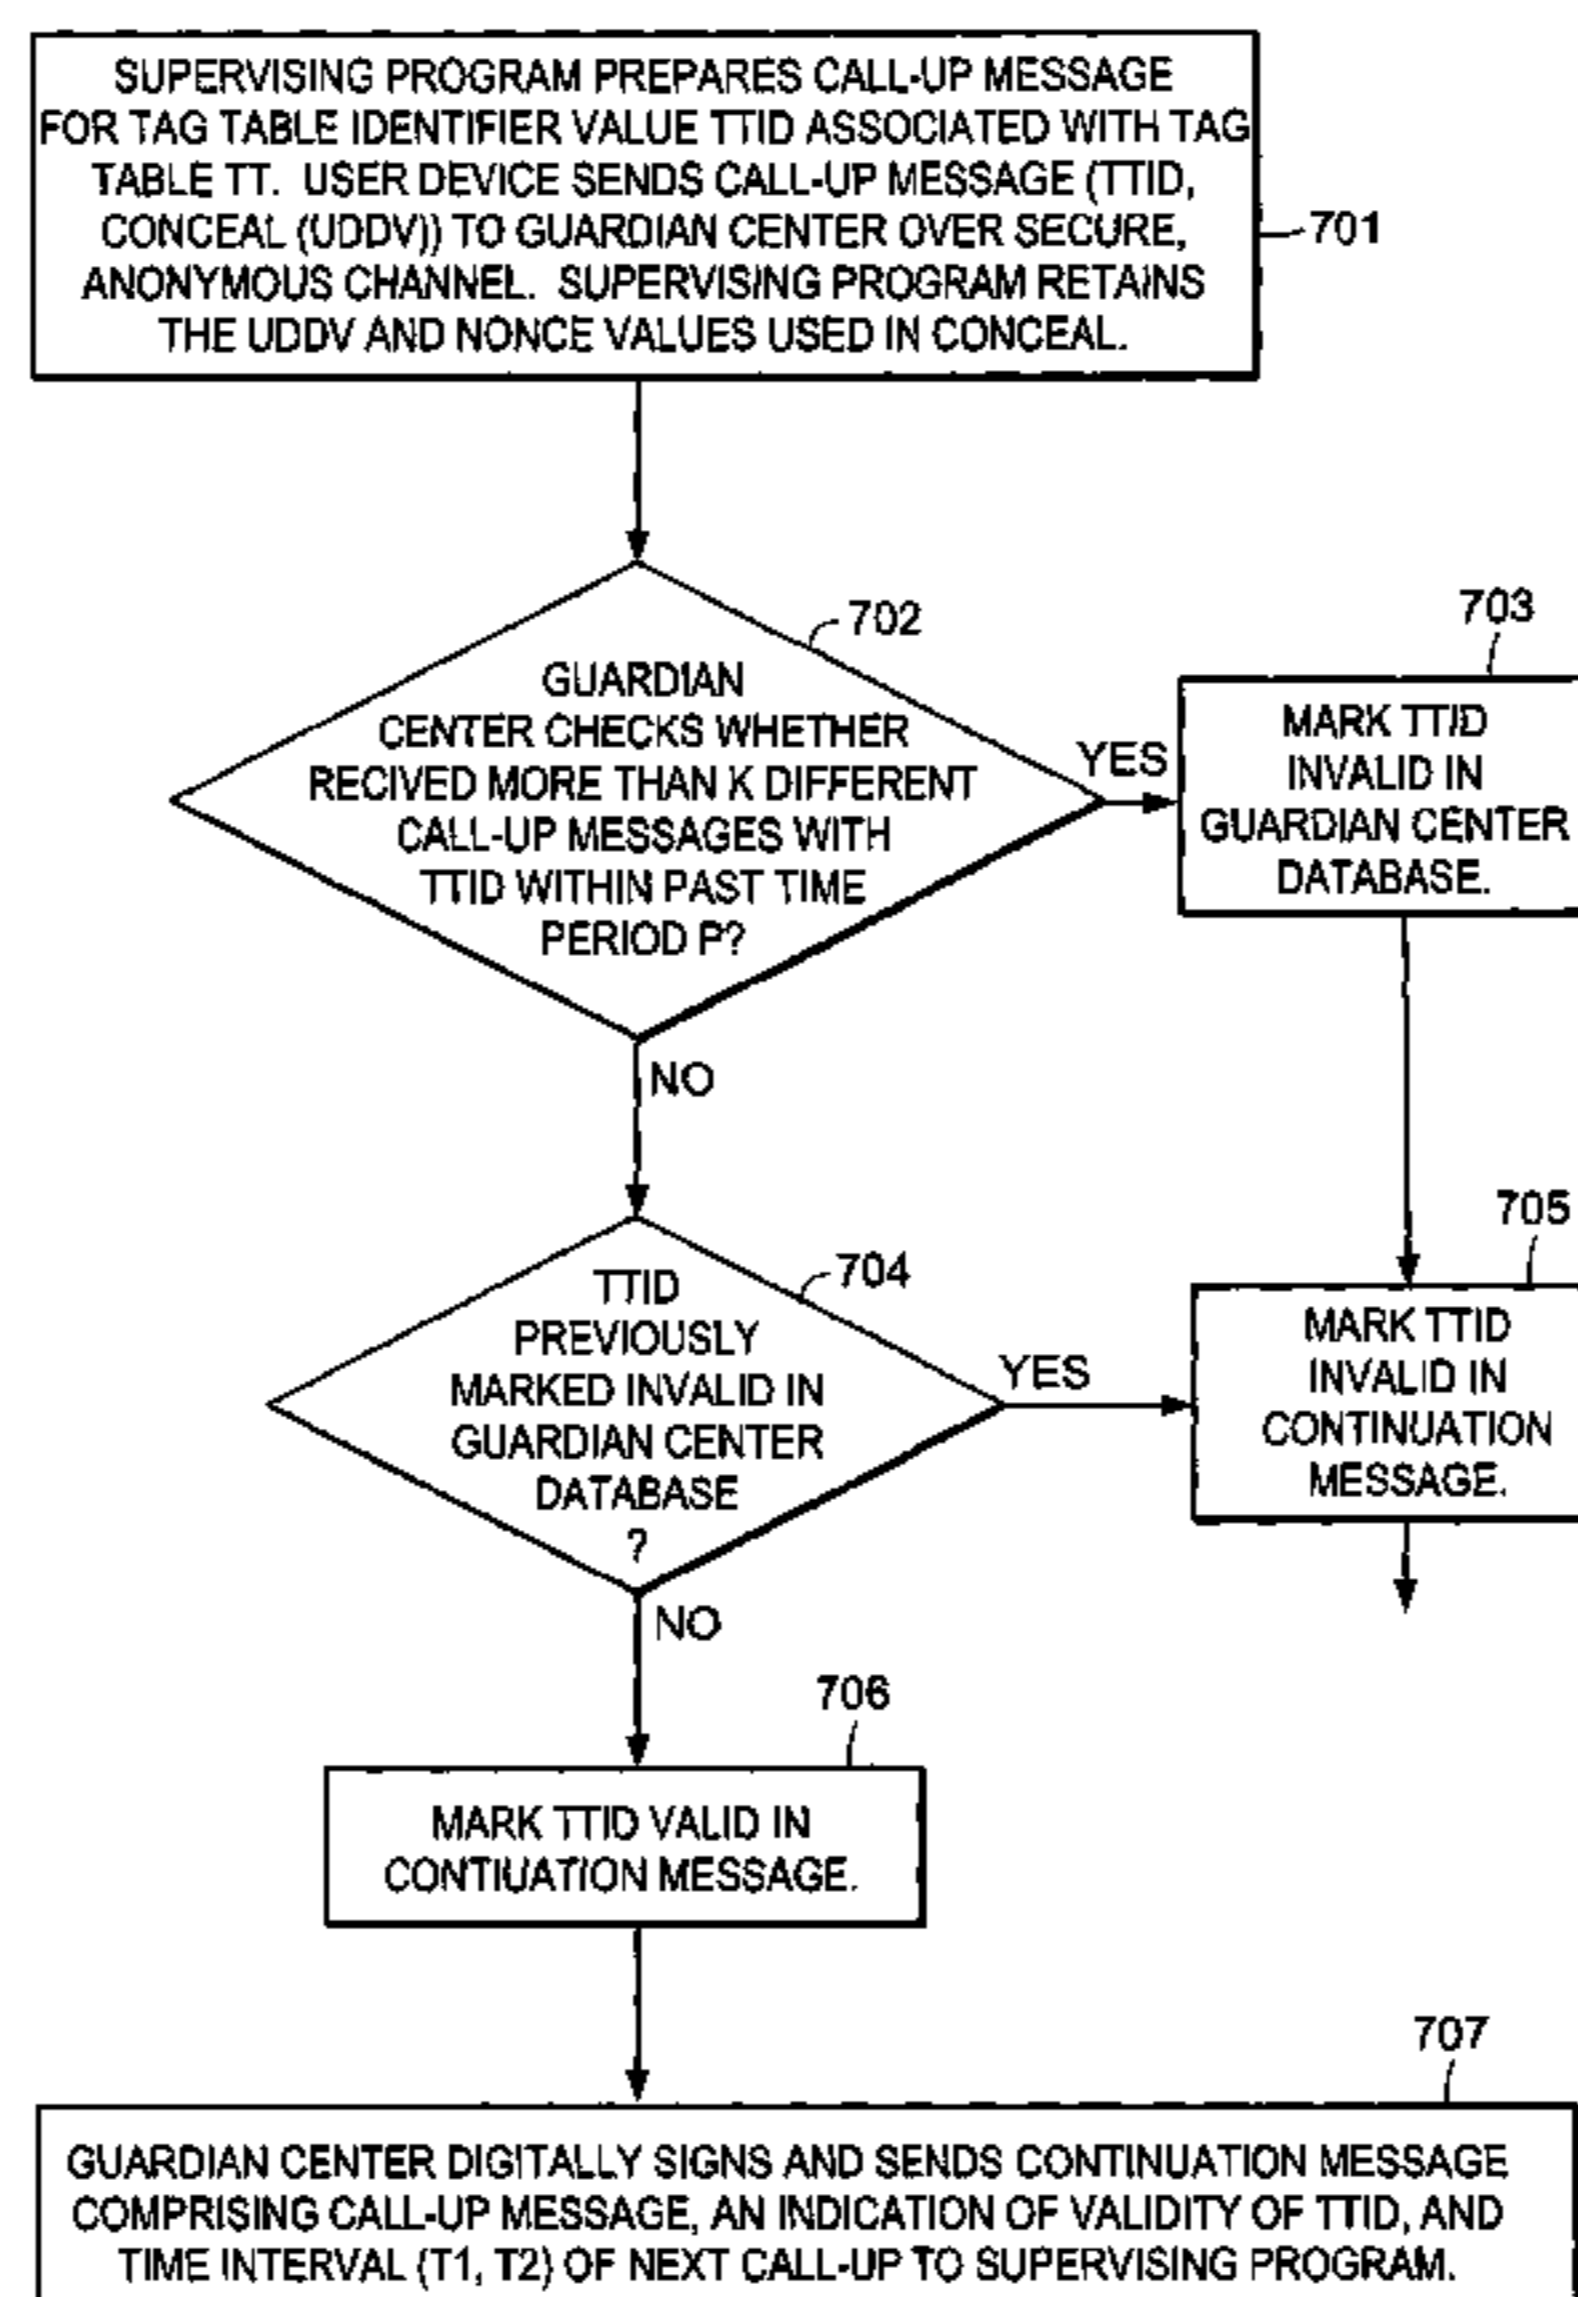 SUPERVISING PROGRAM PREPARES CALL-UP MESSAGE
FOR TAG TABLE IDENTIFIER VALUE TTID ASSOCIATED WITH TAG
TABLE TT. USER DEVICE SENDS CALL-UP MESSAGE (TTID,
CONCEAL (UDDV)) TO GUARDIAN CENTER OVER SECURE,
ANONYMOUS CHANNEL. SUPERVISING PROGRAM RETAINS
THE UDDV AND NONCE VALUES USED IN CONCEAL.
701
702
GUARDIAN
CENTER CHECKS WHETHER
RECIVED MORE THAN K DIFFERENT
CALL-UP MESSAGES WITH
TTID WITHIN PAST TIME
PERIOD P?
YES
703
MARK TTID
INVALID IN
GUARDIAN CENTER
DATABASE.
NO
704
TTID
PREVIOUSLY
MARKED INVALID IN
GUARDIAN CENTER
DATABASE
?
YES
705
MARK TTID
INVALID IN
CONTINUATION
MESSAGE.
NO
706
MARK TTID VALID IN
CONTIUATION MESSAGE.
707
GUARDIAN CENTER DIGITALLY SIGNS AND SENDS CONTINUATION MESSAGE
COMPRISING CALL-UP MESSAGE, AN INDICATION OF VALIDITY OF TTID, AND
TIME INTERVAL (T1, T2) OF NEXT CALL-UP TO SUPERVISING PROGRAM.